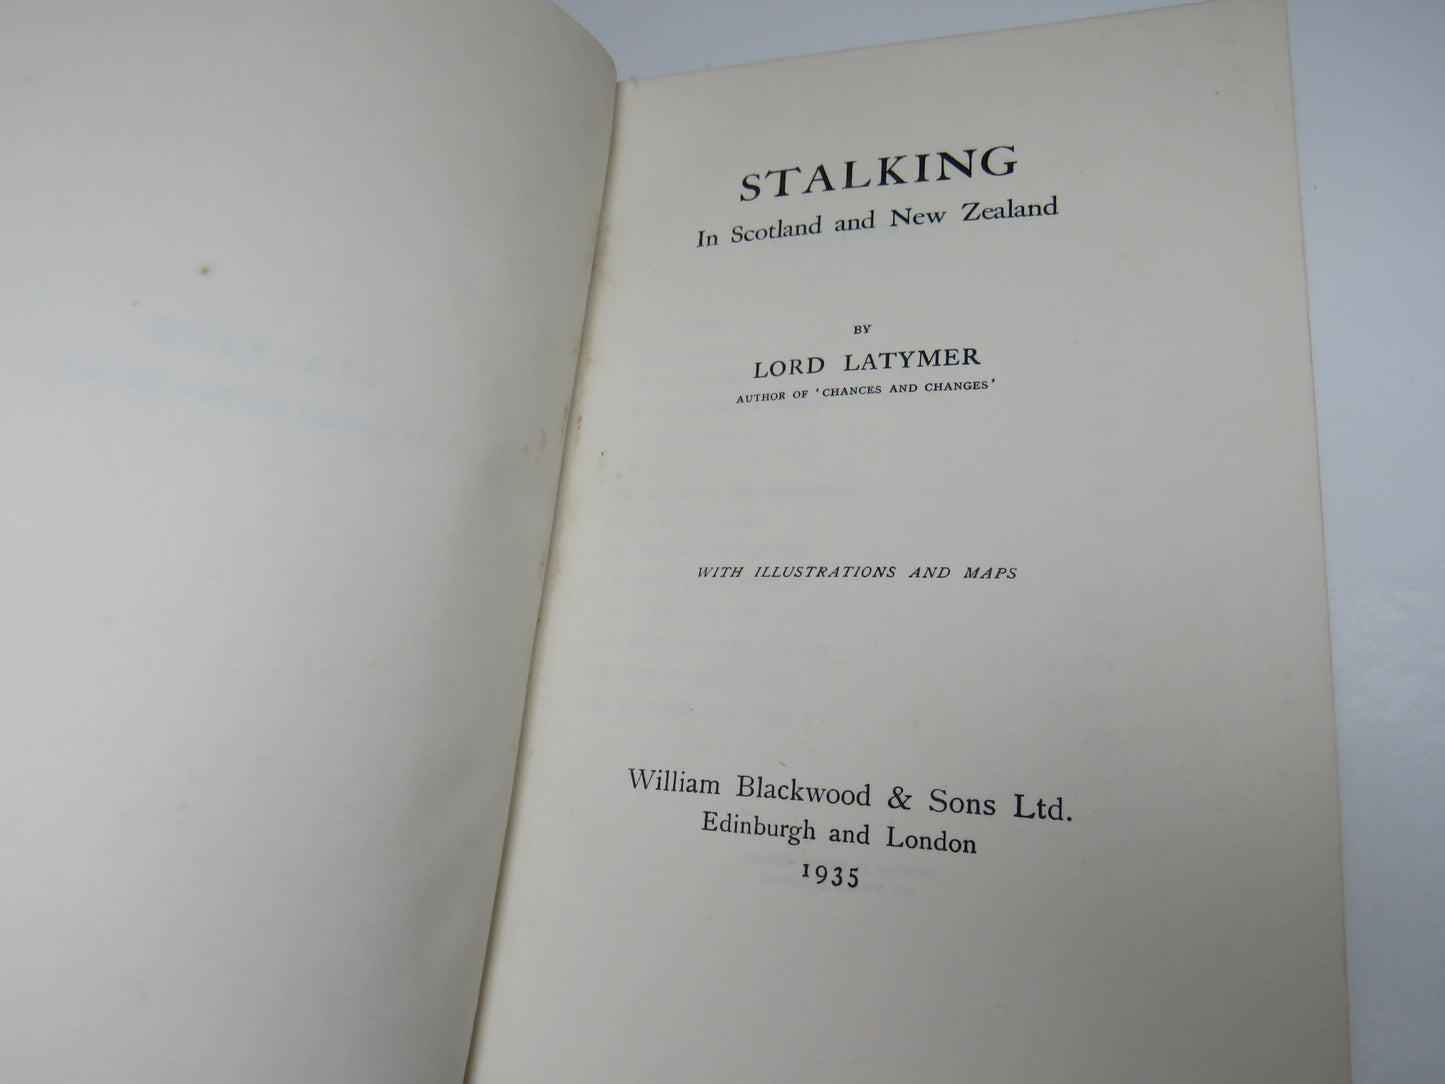 STALKING
In Scotland and New Zealand
BY
LORD LATYMER
AUTHOR OF 'CHANCES AND CHANGES'
WITH ILLUSTRATIONS AND MAPS
William Blackwood & Sons Ltd.
Edinburgh and London
1935